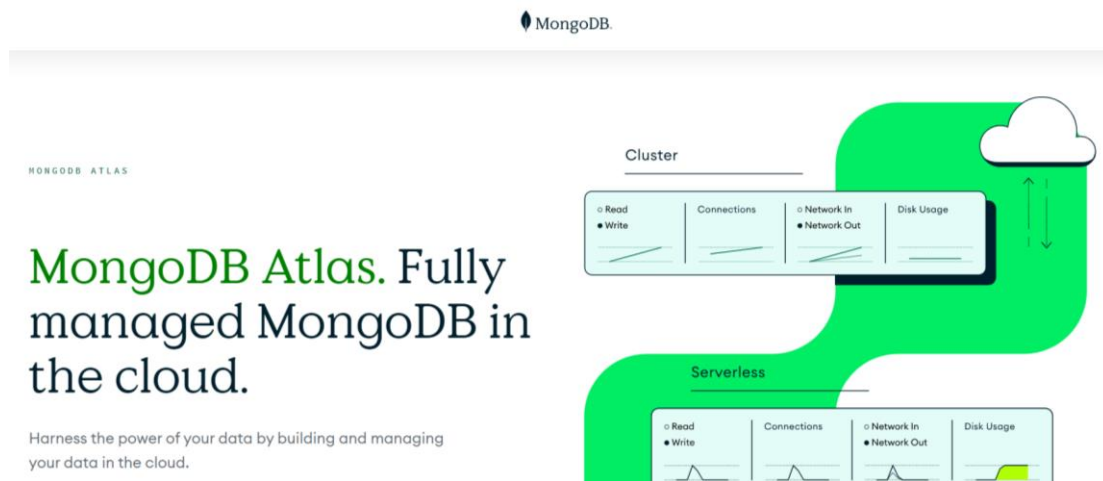 MongoDB.
MONGODB ATLAS
MongoDB Atlas. Fully
managed MongoDB in
the cloud.
Harness the power of your data by building and managing
your data in the cloud.
Cluster
Read
Write
Connections
Network In
Network Out
Disk Usage
Serverless
Read
Write
Connections
Network In
Network Out
Disk Usage